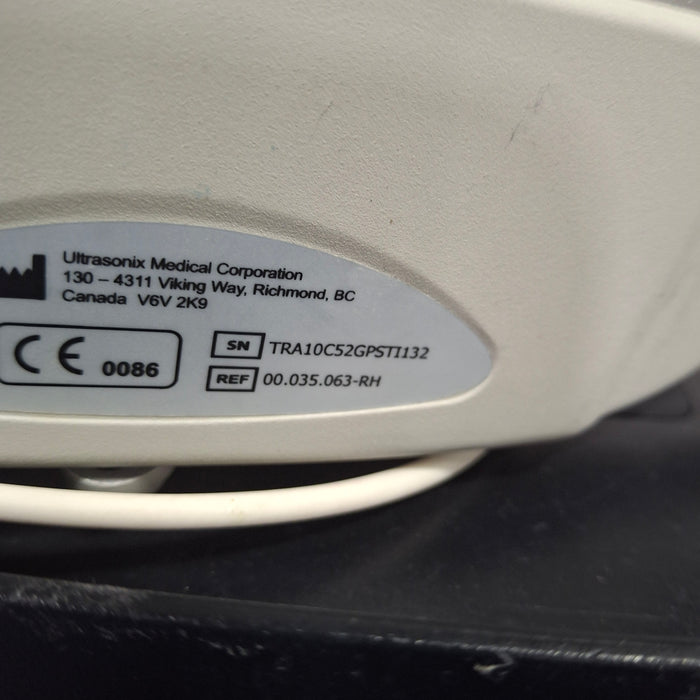 Ultrasonix Medical Corporation
130 – 4311 Viking Way, Richmond, BC
Canada V6V 2K9
CE 0086
SN TRA10C52GPSTI132
REF 00.035.063-RH